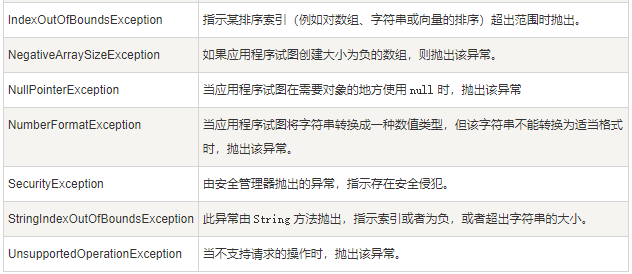 IndexOutOfBoundsException 指示某排序索引（例如对数组、字符串或向量的排序）超出范围时抛出。
NegativeArraySizeException 如果应用程序试图创建大小为负的数组，则抛出该异常。
NullPointerException 当应用程序试图在需要对象的地方使用 null 时，抛出该异常
NumberFormatException 当应用程序试图将字符串转换成一种数值类型，但该字符串不能转换为适当格式
时，抛出该异常。
SecurityException 由安全管理器抛出的异常，指示存在安全侵犯。
StringIndexOutOfBoundsException 此异常由 String 方法抛出，指示索引或者为负，或者超出字符串的大小。
UnsupportedOperationException 当不支持请求的操作时，抛出该异常。